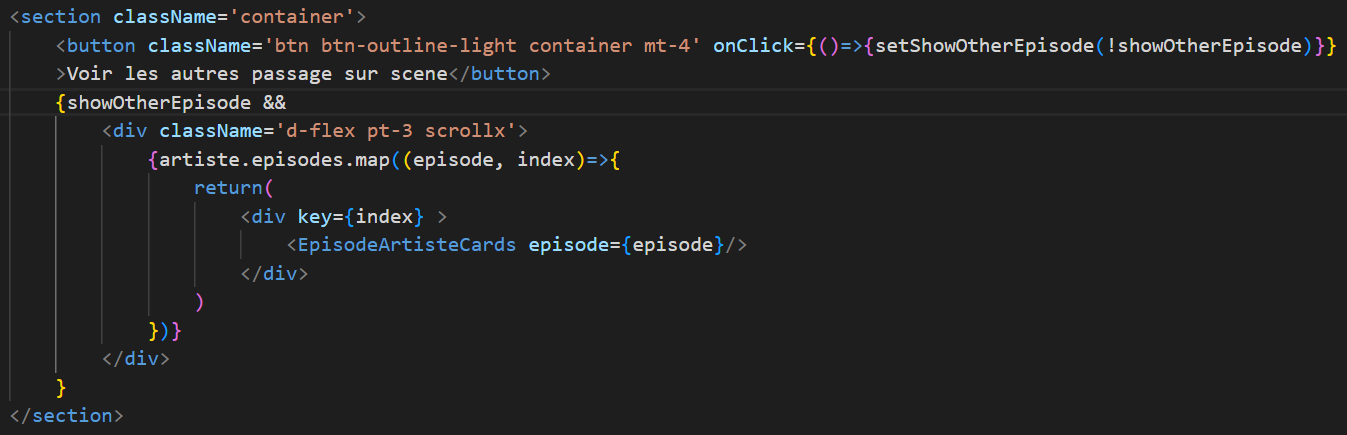 <section className='container'>
    <button className='btn btn-outline-light container mt-4' onClick={()=>{setShowOtherEpisode(!showOtherEpisode)}}
    >Voir les autres passage sur scene</button>
    {showOtherEpisode &&
        <div className='d-flex pt-3 scrollx'>
            {artiste.episodes.map((episode, index)=>{
                return(
                    <div key={index} >
                        <EpisodeArtisteCards episode={episode}/>
                    </div>
                )
            })}
        </div>
    }
</section>